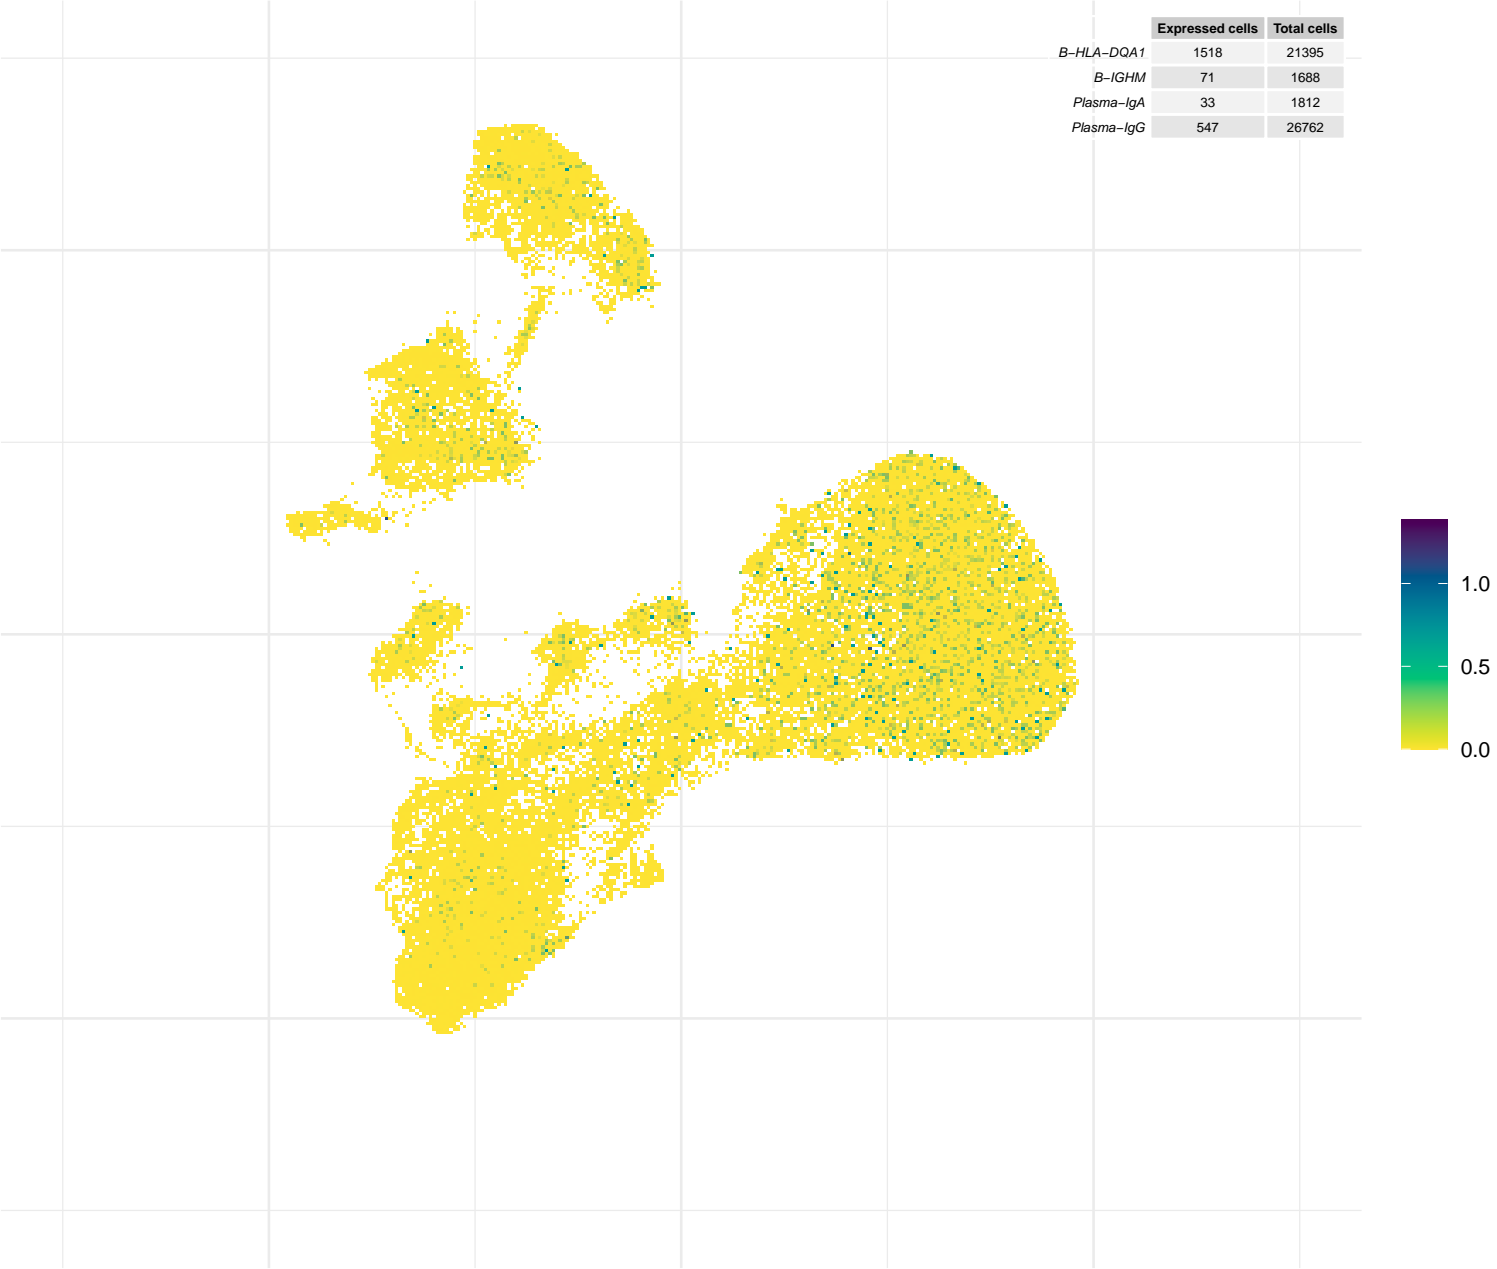 Expressed cells Total cells
B−HLA−DQA1 1518 21395
B−IGHM 71 1688
Plasma−IgA 33 1812
Plasma−IgG 547 26762
1.0
0.5
0.0